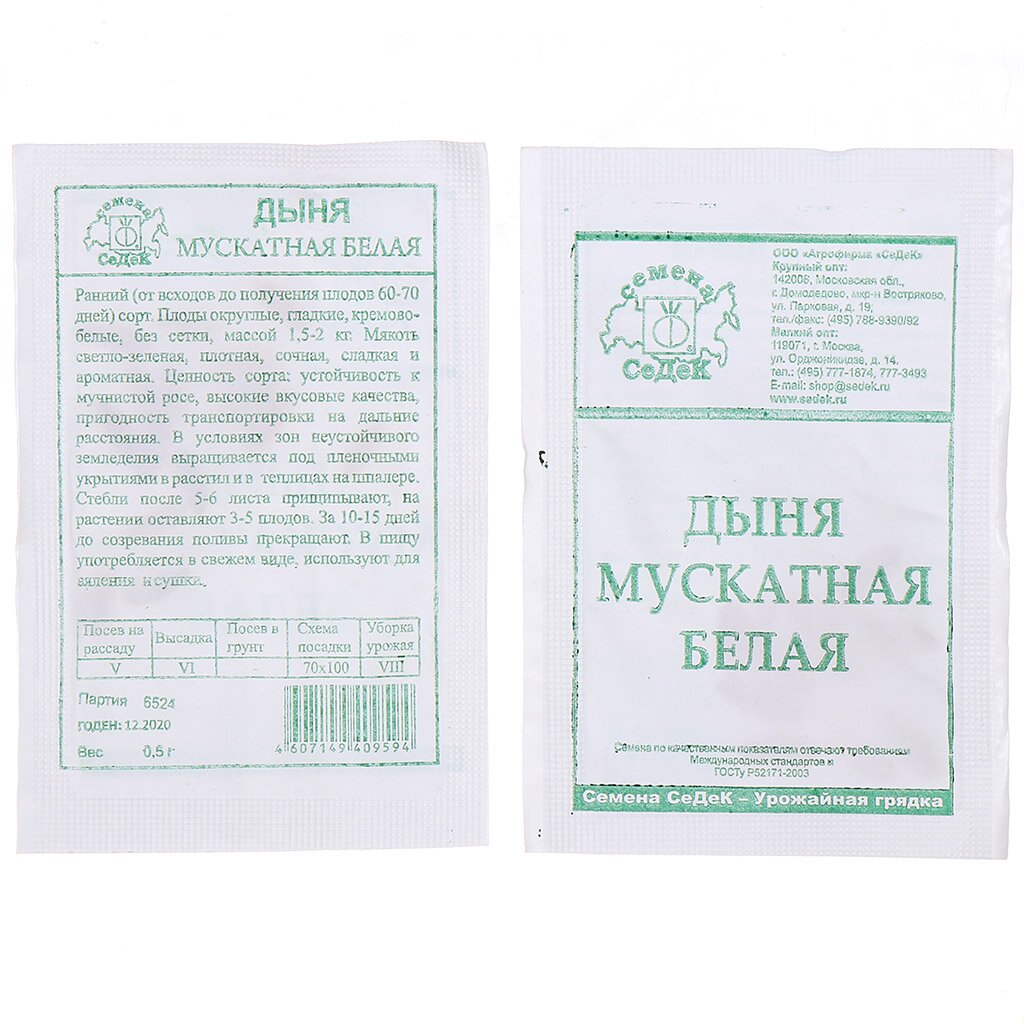 семена
СеДеК
ДЫНЯ
МУСКАТНАЯ БЕЛАЯ
Ранний (от всходов до получения плодов 60-70
дней) сорт. Плоды округлые, гладкие, кремово-
белые, без сетки, массой 1,5-2 кг. Мякоть
светло-зеленая, плотная, сочная, сладкая и
ароматная. Ценность сорта: устойчивость к
мучнистой росе, высокие вкусовые качества,
пригодность транспортировки на дальние
расстояния. В условиях зон неустойчивого
земледелия выращивается под пленочными
укрытиями в расстил и в теплицах на шпалере.
Стебли после 5-6 листа прищипывают, на
растении оставляют 3-5 плодов. За 10-15 дней
до созревания поливы прекращают. В пищу
употребляется в свежем виде, используют для
вяления и сушки.
Посев на рассаду Высадка Посев в грунт Схема посадки Уборка урожая
V VI - 70х100 VIII
Партия 6524
ГОДЕН: 12.2020
Вес 0,5 г
4 607149 409594
семена
СеДеК
ООО «Агрофирма «СеДеК»
Крупный опт:
142006, Московская обл.,
г. Домодедово, мкр-н Востряково,
ул. Парковая, д. 19,
тел./факс: (495) 788-9390/92
Мелкий опт:
119071, г. Москва,
ул. Орджоникидзе, д. 14,
тел.: (495) 777-1874, 777-3493
E-mail: shop@sedek.ru
www.sedek.ru
ДЫНЯ
МУСКАТНАЯ
БЕЛАЯ
Семена по качественным показателям отвечают требованиям
Международных стандартов и
ГОСТу Р52171-2003
Семена СеДеК – Урожайная грядка